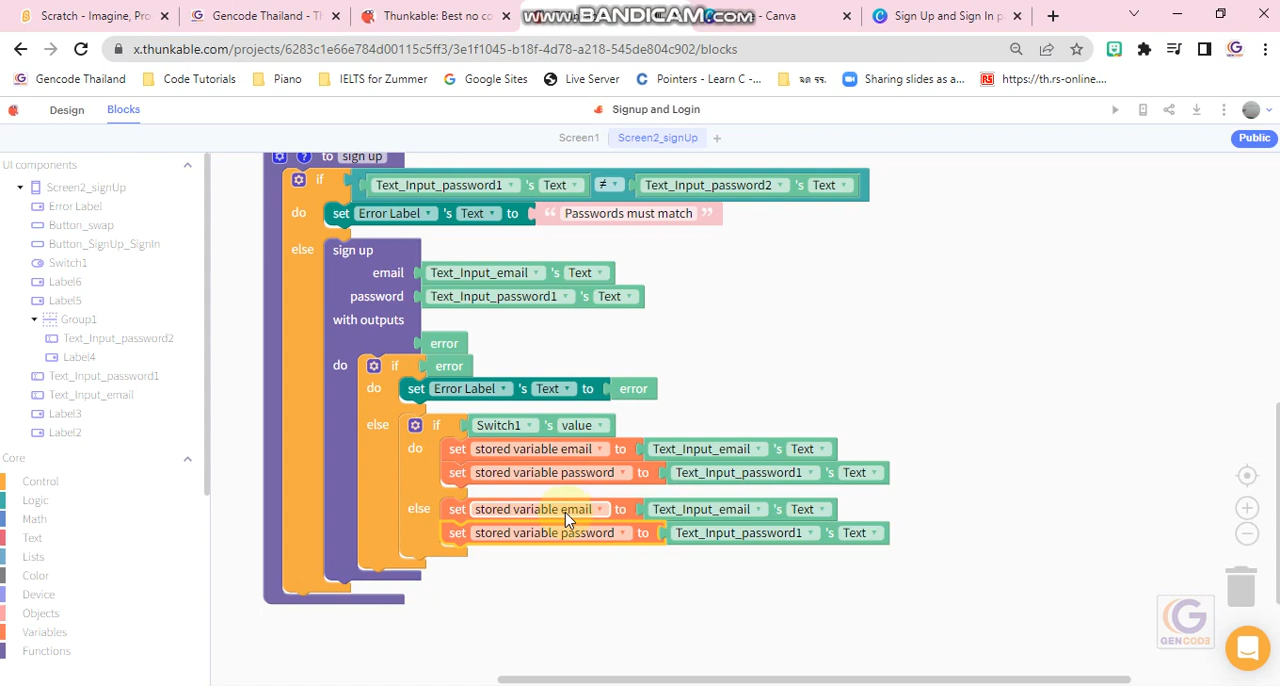 Scratch - Imagine, Pro
Gencode Thailand - Th
Thunkable: Best no co
www.BANDICAM.com
- Canva
Sign Up and Sign In p
x.thunkable.com/projects/6283c1e66e784d00115c5ff3/3e1f1045-b18f-4d78-a218-545de804c902/blocks
Gencode Thailand
Code Tutorials
Piano
IELTS for Zummer
Google Sites
Live Server
Pointers - Learn C -...
วค รร.
Sharing slides as a...
https://th.rs-online....
Design
Blocks
Signup and Login
Screen1
Screen2_signUp
Public
UI components
Screen2_signUp
Error Label
Button_swap
Button_SignUp_SignIn
Switch1
Label6
Label5
Group1
Text_Input_password2
Label4
Text_Input_password1
Text_Input_email
Label3
Label2
Core
Control
Logic
Math
Text
Lists
Color
Device
Objects
Variables
Functions
? to sign up
if Text_Input_password1 's Text ≠ Text_Input_password2 's Text
do set Error Label 's Text to “ Passwords must match ”
else sign up
email Text_Input_email 's Text
password Text_Input_password1 's Text
with outputs
error
do if error
do set Error Label 's Text to error
else if Switch1 's value
do set stored variable email to Text_Input_email 's Text
set stored variable password to Text_Input_password1 's Text
else set stored variable email to Text_Input_email 's Text
set stored variable password to Text_Input_password1 's Text
GENCODE